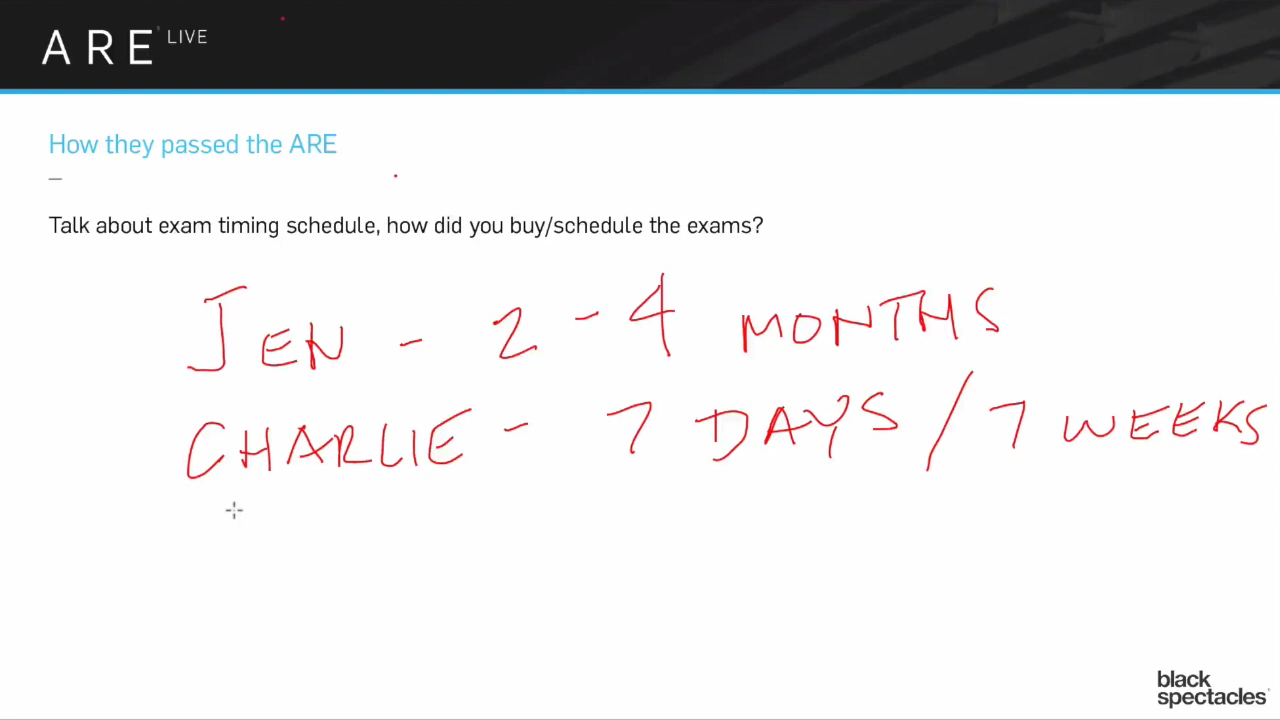 ARE LIVE
How they passed the ARE
Talk about exam timing schedule, how did you buy/schedule the exams?
JEN - 2 - 4 MONTHS
CHARLIE - 7 DAYS / 7 WEEKS
black
spectacles